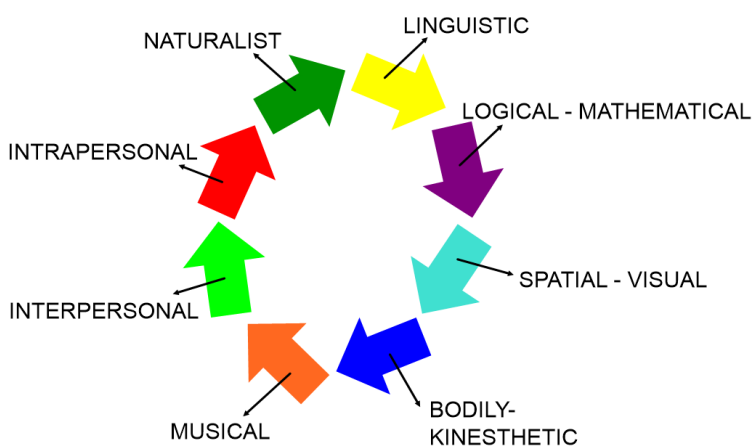 LINGUISTIC
NATURALIST
LOGICAL - MATHEMATICAL
INTRAPERSONAL
SPATIAL - VISUAL
INTERPERSONAL
BODILY-
KINESTHETIC
MUSICAL